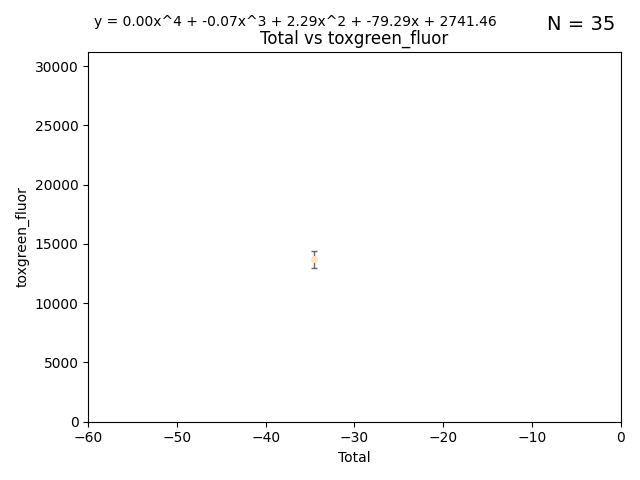 y = 0.00x^4 + -0.07x^3 + 2.29x^2 + -79.29x + 2741.46
N = 35
Total vs toxgreen_fluor
30000
25000
20000
15000
10000
5000
0
toxgreen_fluor
−60 −50 −40 −30 −20 −10 0
Total